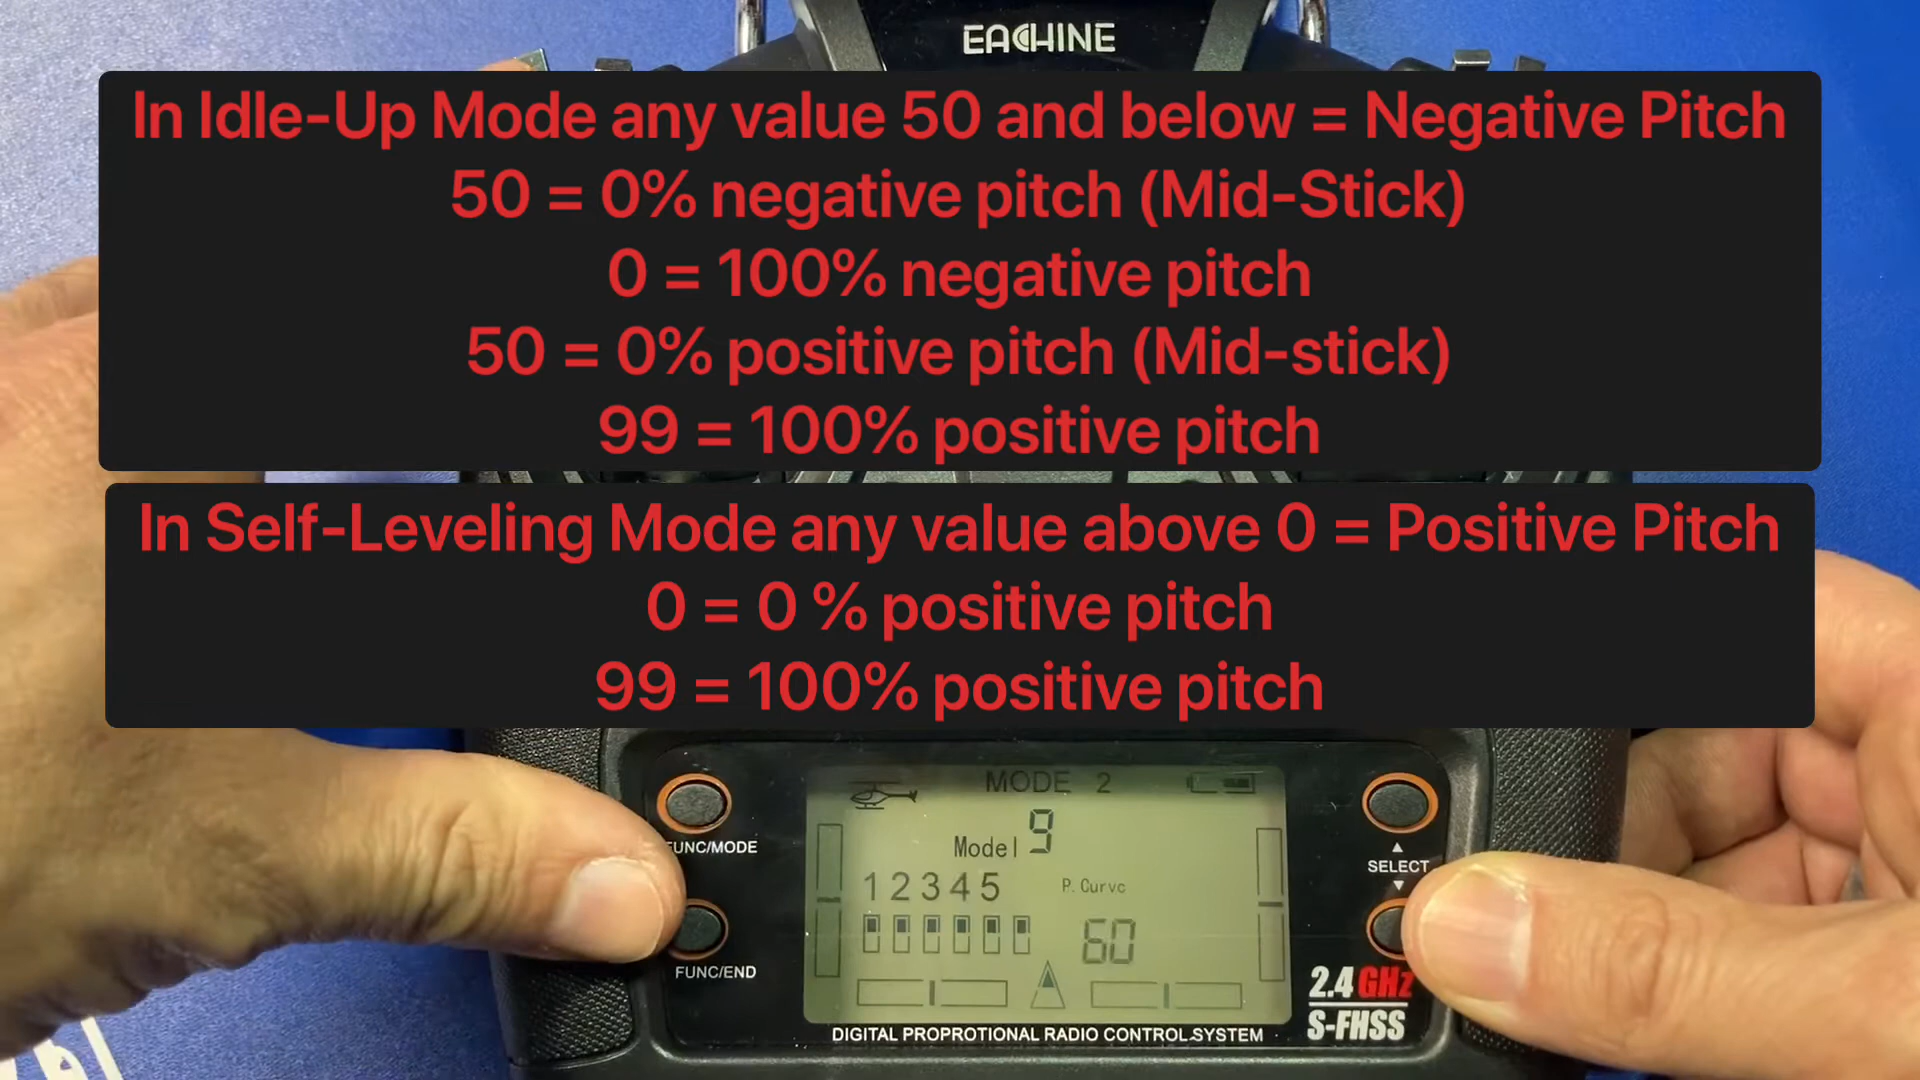 EACHINE
In Idle-Up Mode any value 50 and below = Negative Pitch
50 = 0% negative pitch (Mid-Stick)
0 = 100% negative pitch
50 = 0% positive pitch (Mid-stick)
99 = 100% positive pitch
In Self-Leveling Mode any value above 0 = Positive Pitch
0 = 0 % positive pitch
99 = 100% positive pitch
MODE 2
Model 9
12345
P.Curve
60
FUNC/MODE
FUNC/END
SELECT
2.4 GHz
S-FHSS
DIGITAL PROPROTIONAL RADIO CONTROL SYSTEM